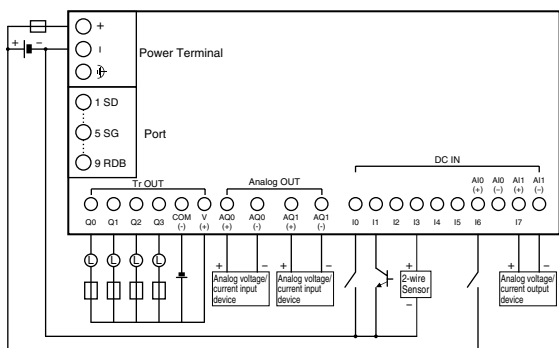 +
+ −
−
Power Terminal
1 SD
5 SG
Port
9 RDB
Tr OUT
Analog OUT
DC IN
AI0 AI0 AI1 AI1
(+) (−) (+) (−)
Q0 Q1 Q2 Q3 COM V AQ0 AQ0 AQ1 AQ1 I0 I1 I2 I3 I4 I5 I6 I7
(-) (+) (+) (-) (+) (-)
L L L L
+ − + − + + −
Analog voltage/ Analog voltage/ 2-wire Analog voltage/
current input current input Sensor current output
device device device
−